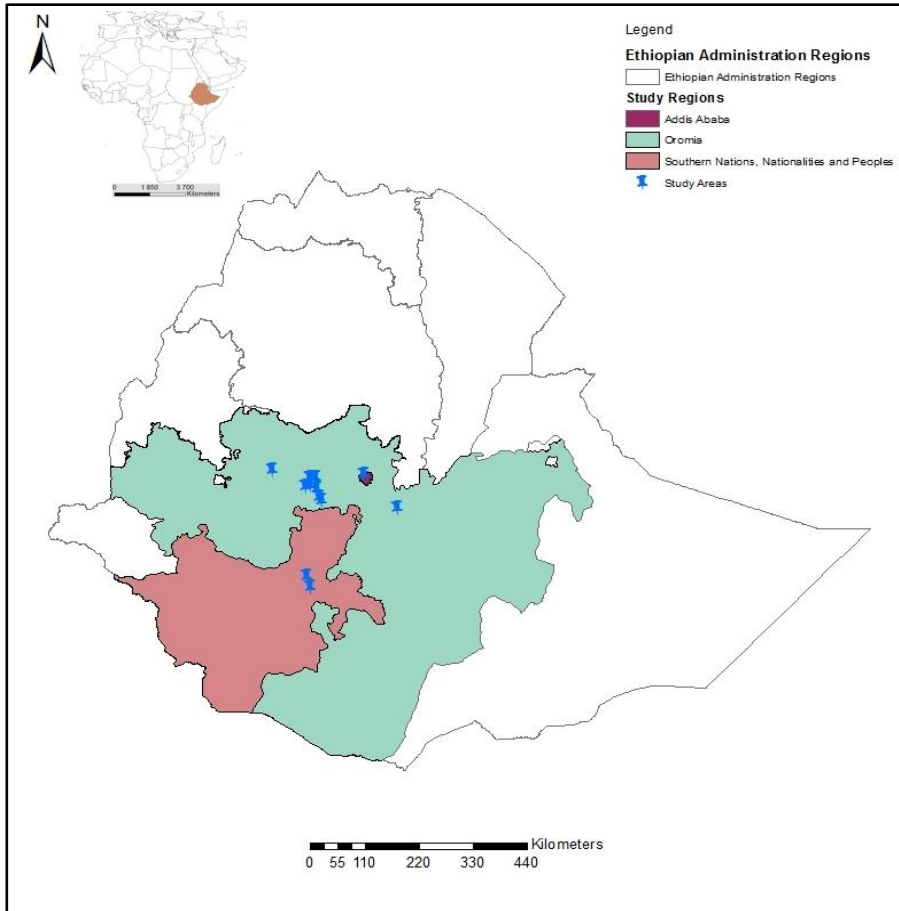 N
0 1 850 3 700
Kilometers
Legend
Ethiopian Administration Regions
Ethiopian Administration Regions
Study Regions
Addis Ababa
Oromia
Southern Nations, Nationalities and Peoples
Study Areas
Kilometers
0 55 110 220 330 440